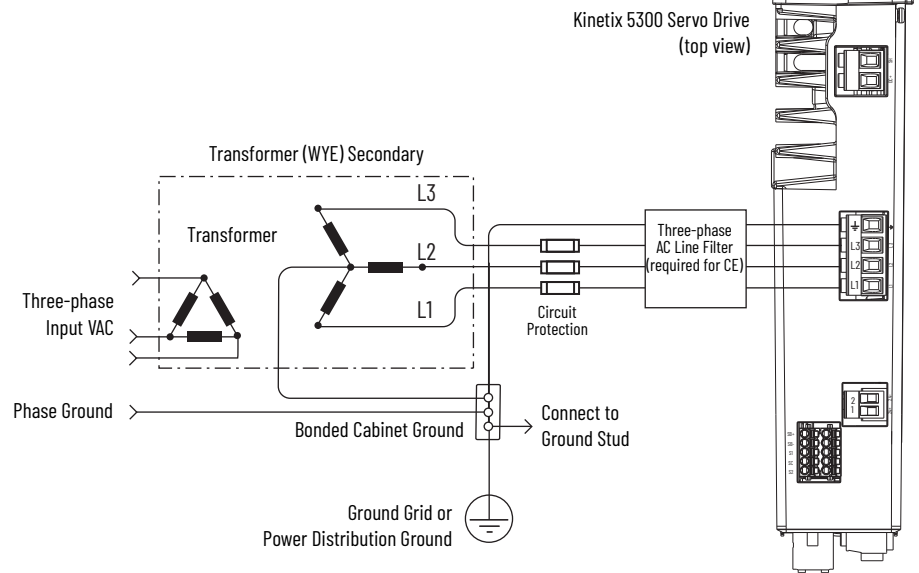 Kinetix 5300 Servo Drive
(top view)
Transformer (WYE) Secondary
L3
Transformer
L2
L1
Three-phase
Input VAC
Three-phase
AC Line Filter
(required for CE)
L3
L2
L1
Circuit
Protection
Phase Ground
Bonded Cabinet Ground
Connect to
Ground Stud
2
1
Ground Grid or
Power Distribution Ground